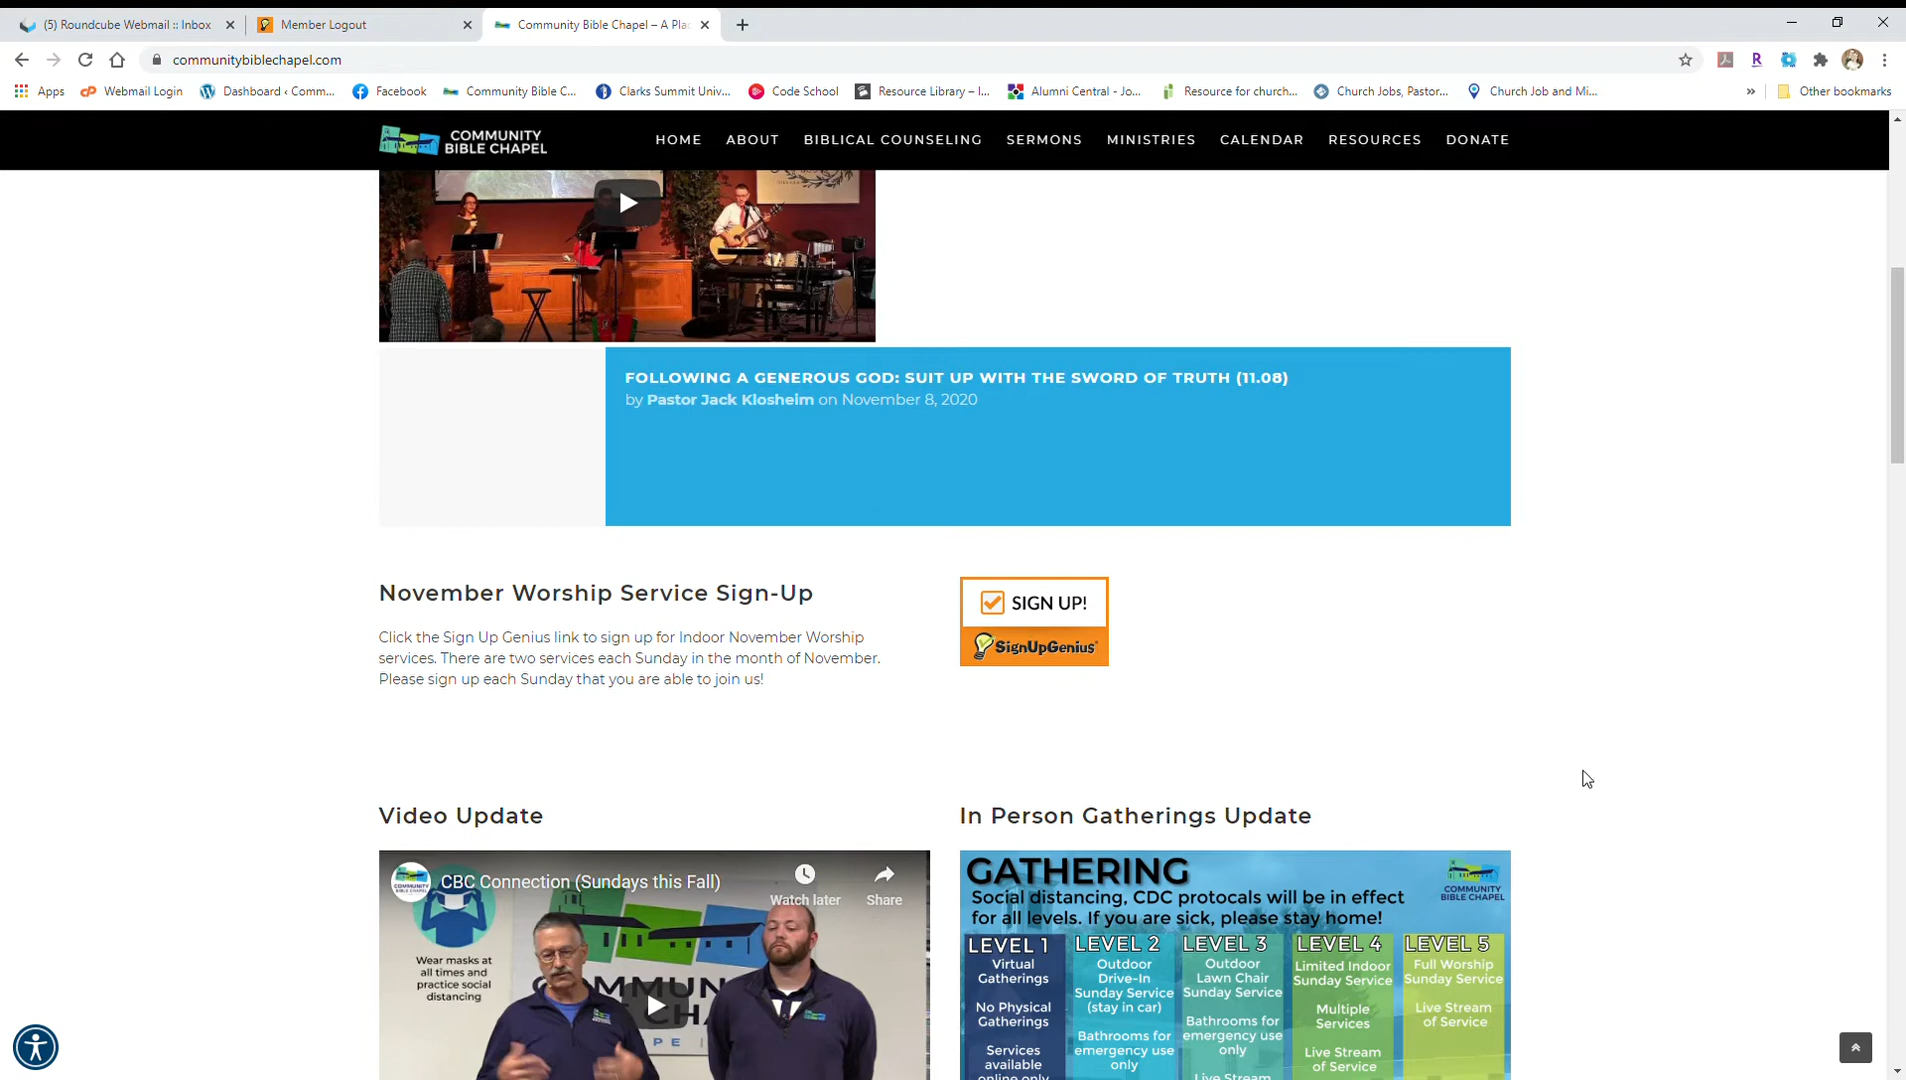 (5) Roundcube Webmail :: Inbox
Member Logout
Community Bible Chapel – A Pla
communitybiblechapel.com
Apps
cP Webmail Login
Dashboard ‹ Comm...
Facebook
Community Bible C...
Clarks Summit Univ...
Code School
Resource Library – I...
Alumni Central - Jo...
Resource for church...
Church Jobs, Pastor...
Church Job and Mi...
»
Other bookmarks
COMMUNITY
BIBLE CHAPEL
HOME
ABOUT
BIBLICAL COUNSELING
SERMONS
MINISTRIES
CALENDAR
RESOURCES
DONATE
FOLLOWING A GENEROUS GOD: SUIT UP WITH THE SWORD OF TRUTH (11.08)
by Pastor Jack Klosheim on November 8, 2020
November Worship Service Sign-Up
Click the Sign Up Genius link to sign up for Indoor November Worship
services. There are two services each Sunday in the month of November.
Please sign up each Sunday that you are able to join us!
SIGN UP!
SignUpGenius
Video Update
CBC Connection (Sundays this Fall)
Watch later
Share
Wear masks at
all times and
practice social
distancing
In Person Gatherings Update
GATHERING
Social distancing, CDC protocals will be in effect
for all levels. If you are sick, please stay home!
COMMUNITY
BIBLE CHAPEL
LEVEL 1
Virtual
Gatherings
No Physical
Gatherings
Services
available
online only
LEVEL 2
Outdoor
Drive-In
Sunday Service
(stay in car)
Bathrooms for
emergency use
only
LEVEL 3
Outdoor
Lawn Chair
Sunday Service
Bathrooms for
emergency use
only
Live Stream
LEVEL 4
Limited Indoor
Sunday Service
Multiple
Services
Live Stream
of Service
LEVEL 5
Full Worship
Sunday Service
Live Stream
of Service